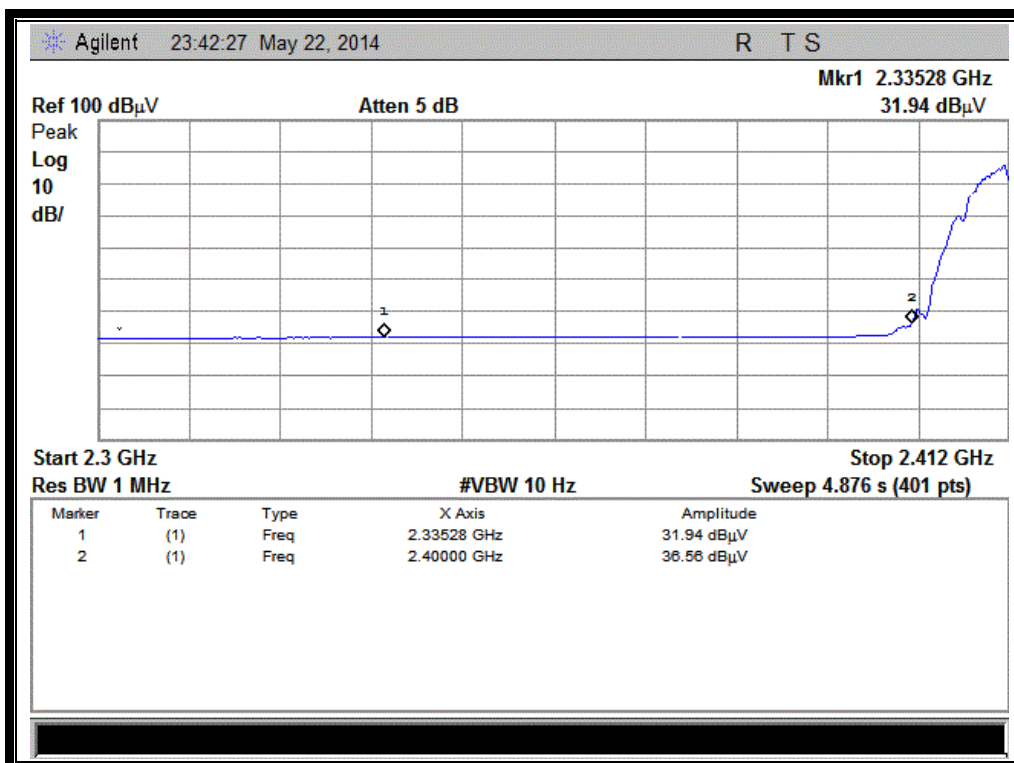 Agilent 23:42:27 May 22, 2014 R T S
Mkr1 2.33528 GHz
Ref 100 dBµV Atten 5 dB 31.94 dBµV
Peak
Log
10
dB/
1
2
Start 2.3 GHz Stop 2.412 GHz
Res BW 1 MHz #VBW 10 Hz Sweep 4.876 s (401 pts)
Marker Trace Type X Axis Amplitude
1 (1) Freq 2.33528 GHz 31.94 dBµV
2 (1) Freq 2.40000 GHz 36.56 dBµV